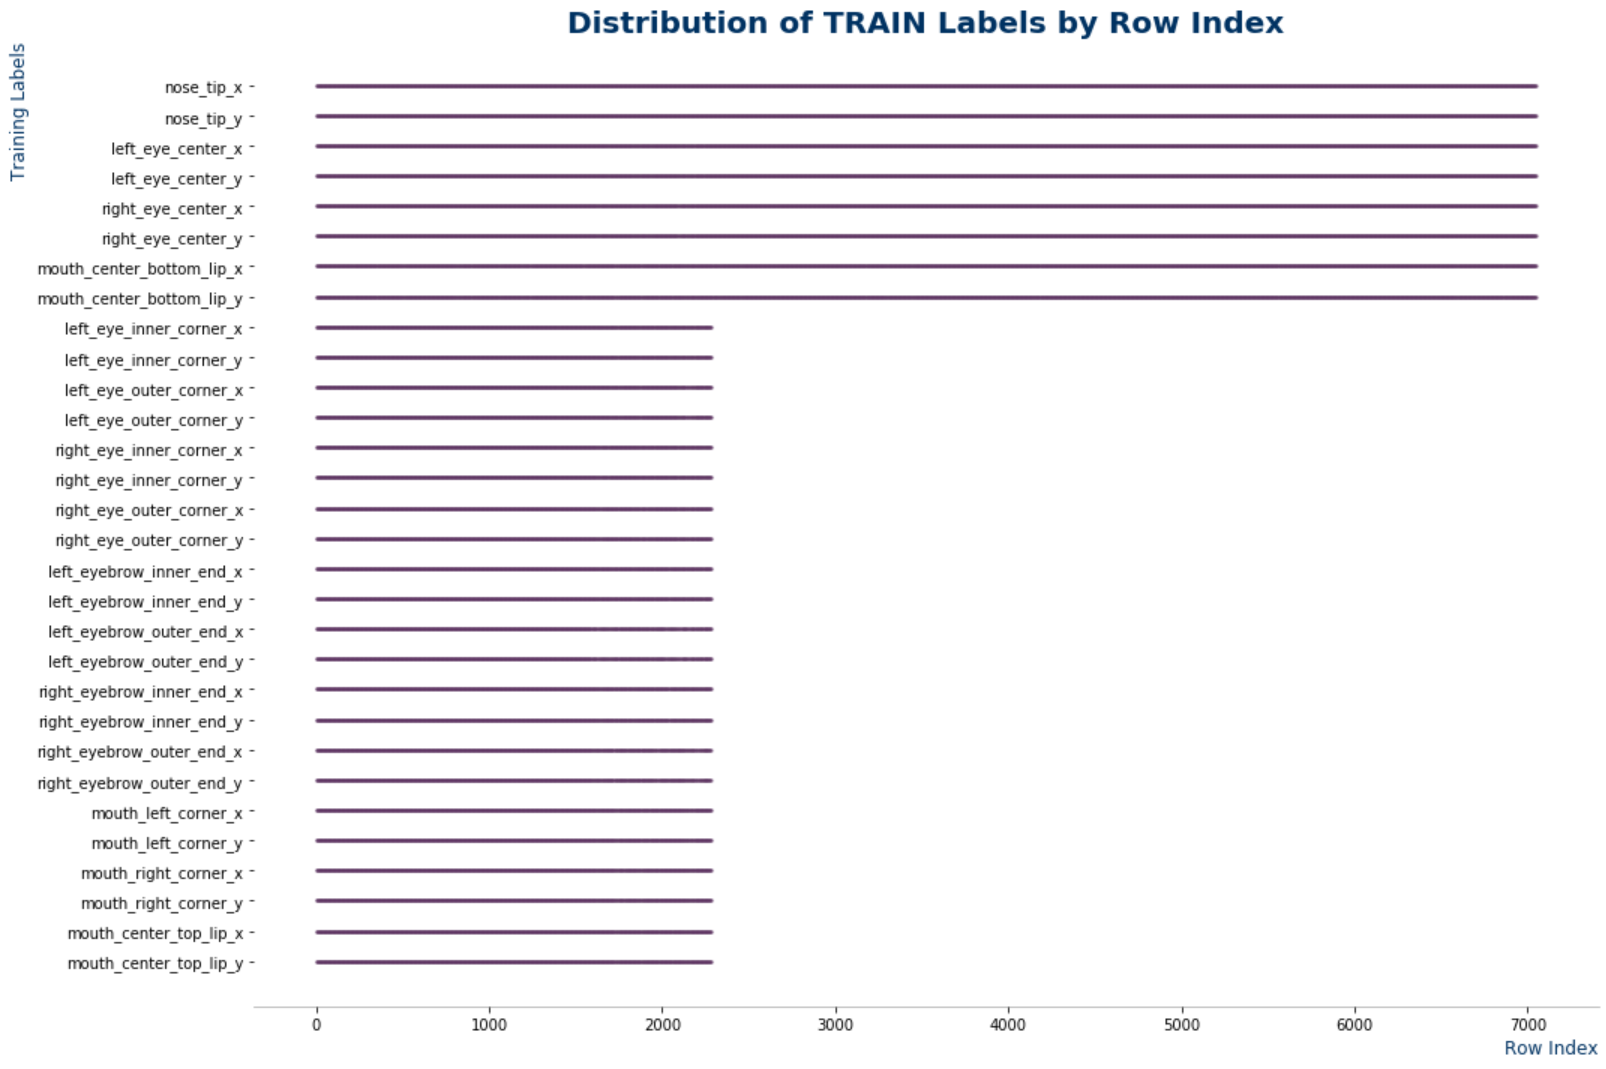 Distribution of TRAIN Labels by Row Index
Training Labels
nose_tip_x
nose_tip_y
left_eye_center_x
left_eye_center_y
right_eye_center_x
right_eye_center_y
mouth_center_bottom_lip_x
mouth_center_bottom_lip_y
left_eye_inner_corner_x
left_eye_inner_corner_y
left_eye_outer_corner_x
left_eye_outer_corner_y
right_eye_inner_corner_x
right_eye_inner_corner_y
right_eye_outer_corner_x
right_eye_outer_corner_y
left_eyebrow_inner_end_x
left_eyebrow_inner_end_y
left_eyebrow_outer_end_x
left_eyebrow_outer_end_y
right_eyebrow_inner_end_x
right_eyebrow_inner_end_y
right_eyebrow_outer_end_x
right_eyebrow_outer_end_y
mouth_left_corner_x
mouth_left_corner_y
mouth_right_corner_x
mouth_right_corner_y
mouth_center_top_lip_x
mouth_center_top_lip_y
0 1000 2000 3000 4000 5000 6000 7000
Row Index